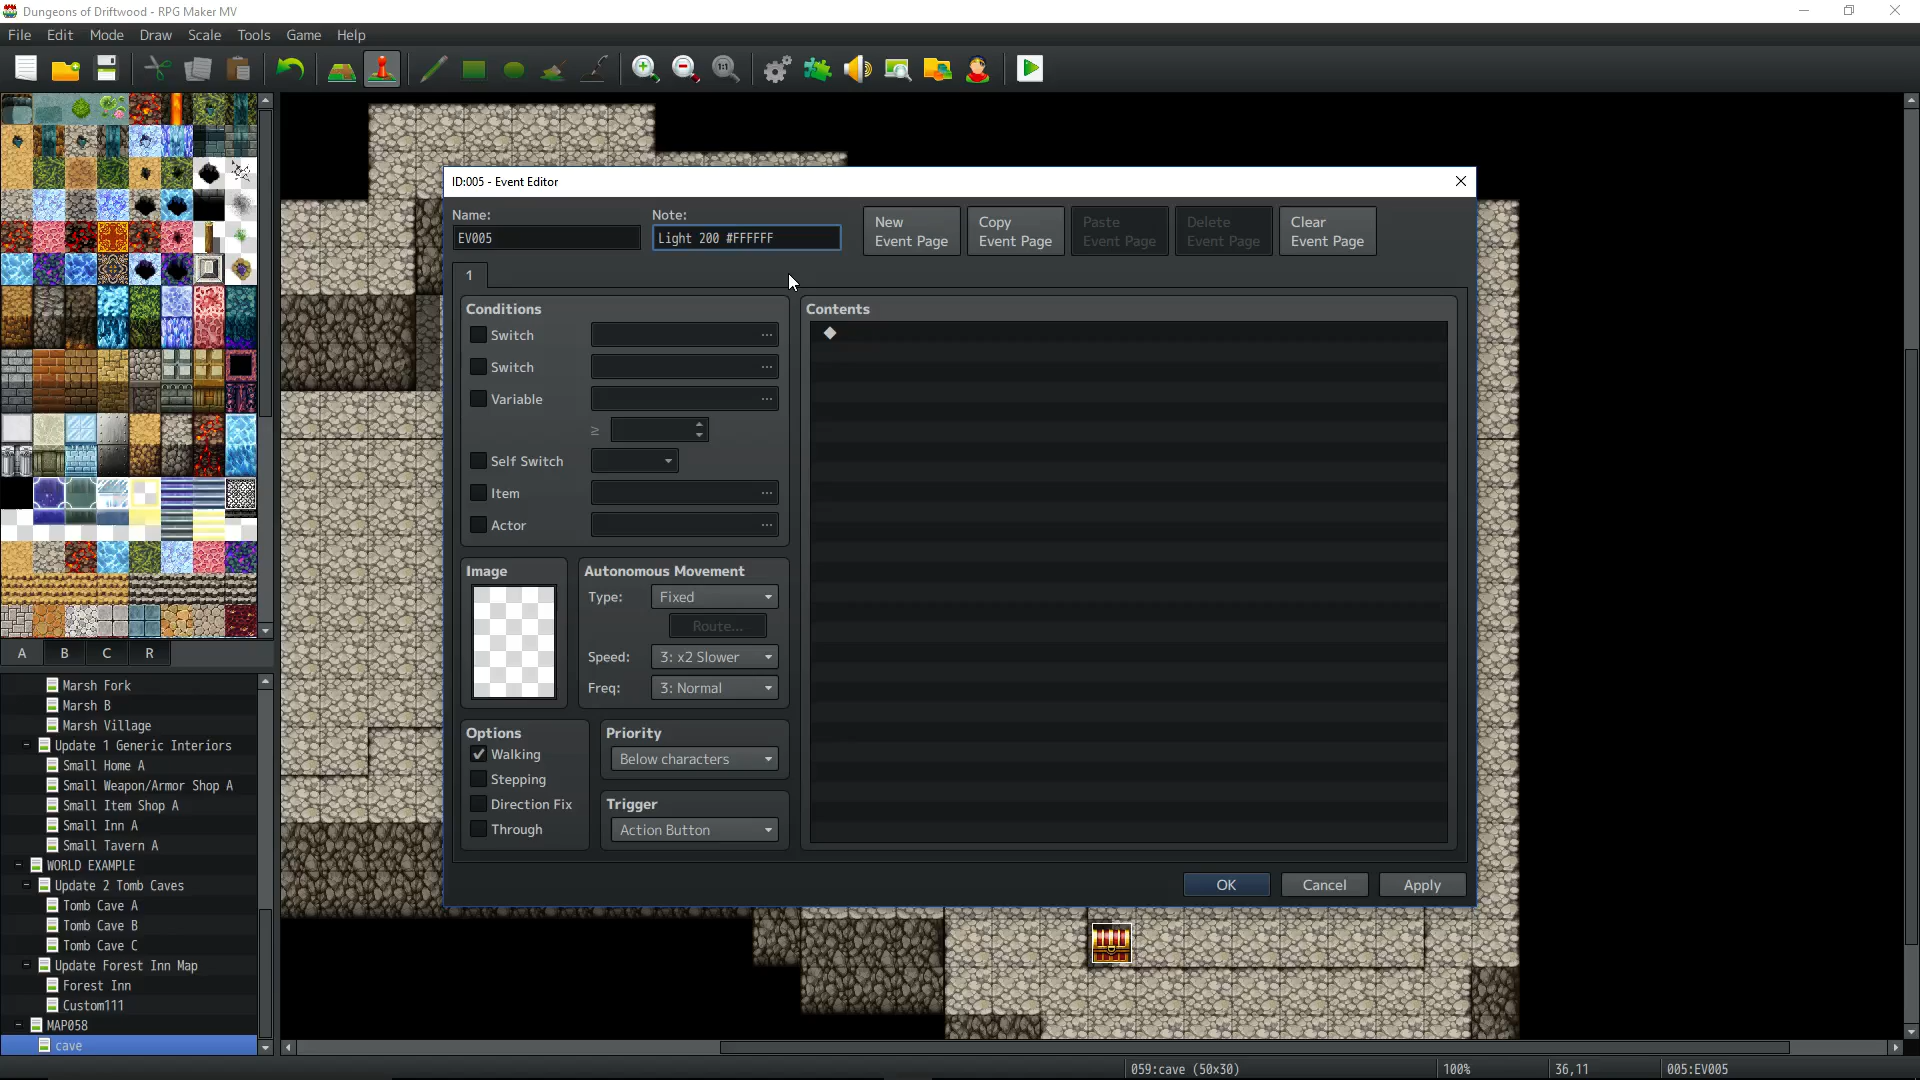 Dungeons of Driftwood - RPG Maker MV
File Edit Mode Draw Scale Tools Game Help
1:1
ID:005 - Event Editor
Name:
EV005
Note:
Light 200 #FFFFFF
New
Event Page
Copy
Event Page
Paste
Event Page
Delete
Event Page
Clear
Event Page
1
Conditions
Switch ...
Switch ...
Variable ...
≥
Self Switch
Item ...
Actor ...
Image
Autonomous Movement
Type: Fixed
Route...
Speed: 3: x2 Slower
Freq: 3: Normal
Options
Walking
Stepping
Direction Fix
Through
Priority
Below characters
Trigger
Action Button
Contents
OK Cancel Apply
A B C R
Marsh Fork
Marsh B
Marsh Village
Update 1 Generic Interiors
Small Home A
Small Weapon/Armor Shop A
Small Item Shop A
Small Inn A
Small Tavern A
WORLD EXAMPLE
Update 2 Tomb Caves
Tomb Cave A
Tomb Cave B
Tomb Cave C
Update Forest Inn Map
Forest Inn
Custom111
MAP058
cave
059:cave (50x30) 100% 36,11 005:EV005